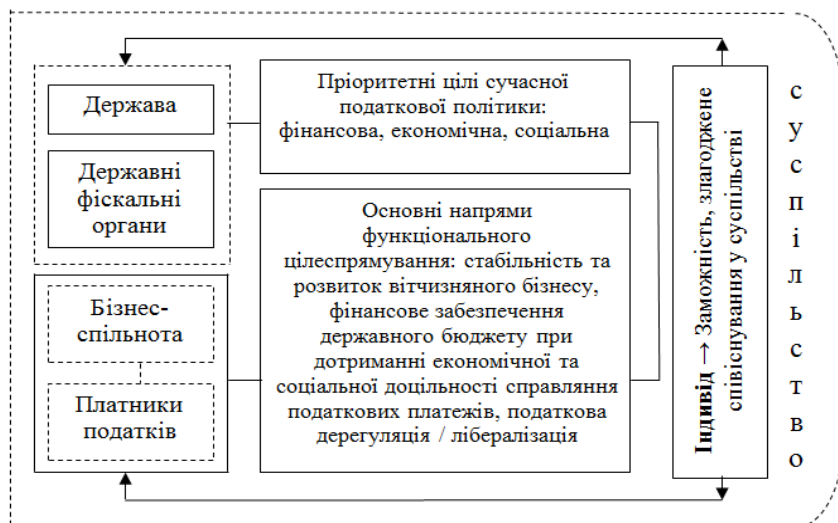 Держава
Державні
фіскальні
органи
Бізнес-
спільнота
Платники
податків
Пріоритетні цілі сучасної
податкової політики:
фінансова, економічна, соціальна
Основні напрями
функціонального
цілеспрямування: стабільність та
розвиток вітчизняного бізнесу,
фінансове забезпечення
державного бюджету при
дотриманні економічної та
соціальної доцільності справляння
податкових платежів, податкова
дерегуляція / лібералізація
Індивід → Заможність, злагоджене
співіснування у суспільстві
суспільство